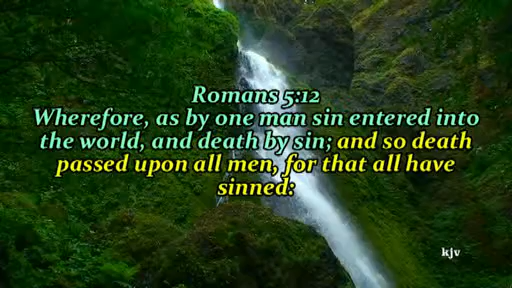 Romans 5:12
Wherefore, as by one man sin entered into
the world, and death by sin; and so death
passed upon all men, for that all have
sinned:
kjv